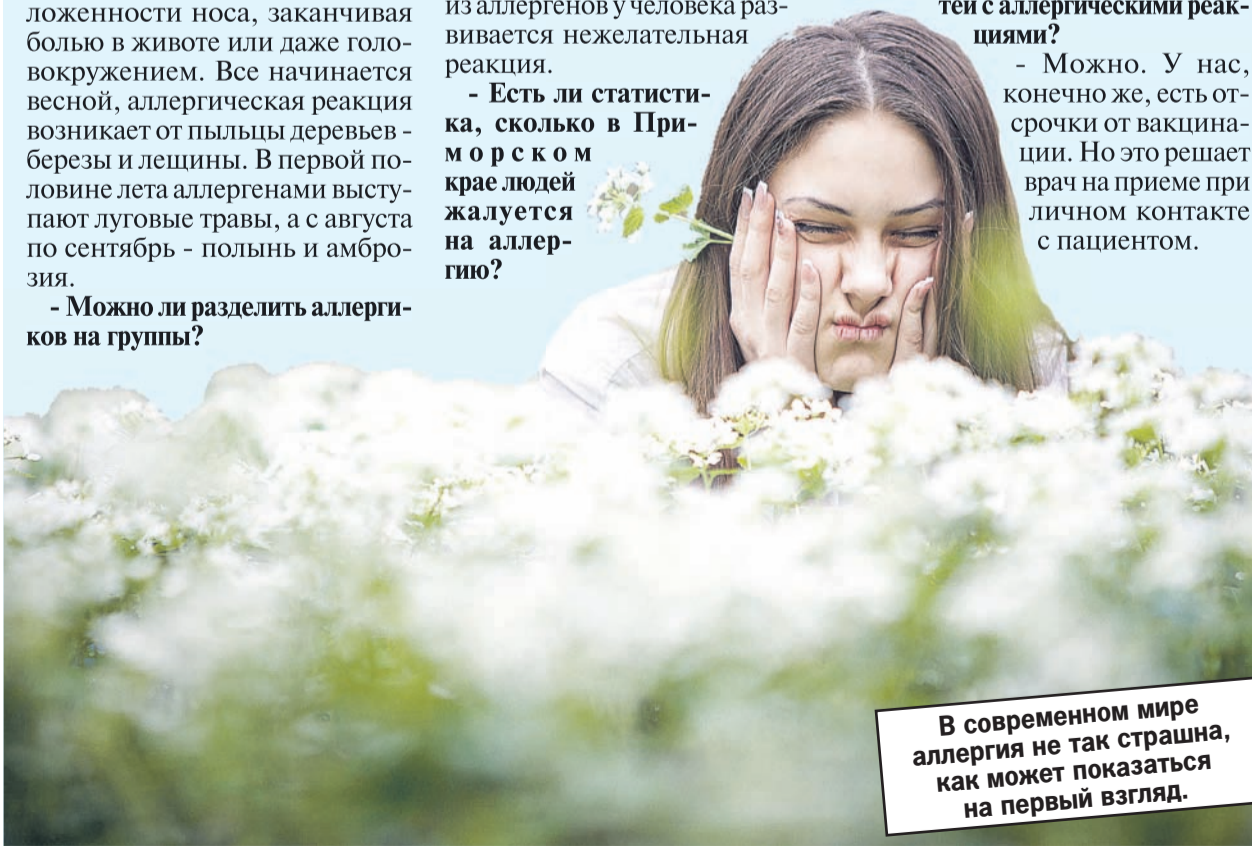 ложенности носа, заканчивая
болью в животе или даже голо-
вокружением. Все начинается
весной, аллергическая реакция
возникает от пыльцы деревьев -
березы и лещины. В первой по-
ловине лета аллергенами высту-
пают луговые травы, а с августа
по сентябрь - полынь и амбро-
зия.
- Можно ли разделить аллерги-
ков на группы?
из аллергенов у человека раз-
вивается нежелательная
реакция.
- Есть ли статисти-
ка, сколько в При-
морском
крае людей
жалуется
на аллер-
гию?
тей с аллергическими реак-
циями?
- Можно. У нас,
конечно же, есть от-
срочки от вакцина-
ции. Но это решает
врач на приеме при
личном контакте
с пациентом.
В современном мире
аллергия не так страшна,
как может показаться
на первый взгляд.